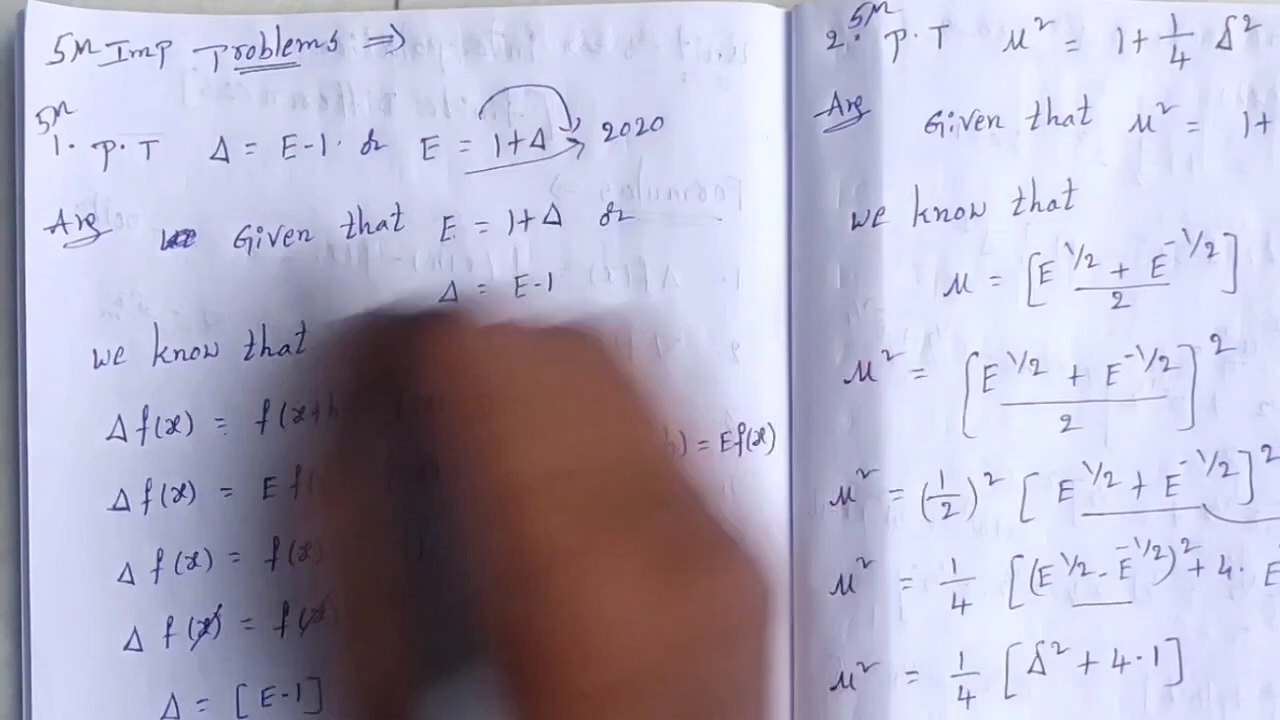 5M Imp Problems ⇒
5M
1. P.T Δ = E-1. or E = 1+Δ → 2020
Ans Given that E = 1+Δ or
Δ = E-1
we know that
Δ f(x) = f(x+h
) = Ef(x)
Δ f(x) = E f(
Δ f(x) = f(x)
Δ f(x) = f(x)
Δ = [E-1]
5M
2. P.T μ² = 1+ 1/4 δ²
Ans Given that μ² = 1+
we know that
μ = [E^1/2 + E^-1/2 / 2]
μ² = [E^1/2 + E^-1/2 / 2]²
μ² = (1/2)² [E^1/2 + E^-1/2]²
μ² = 1/4 [(E^1/2 - E^-1/2)² + 4. E
μ² = 1/4 [δ² + 4.1]